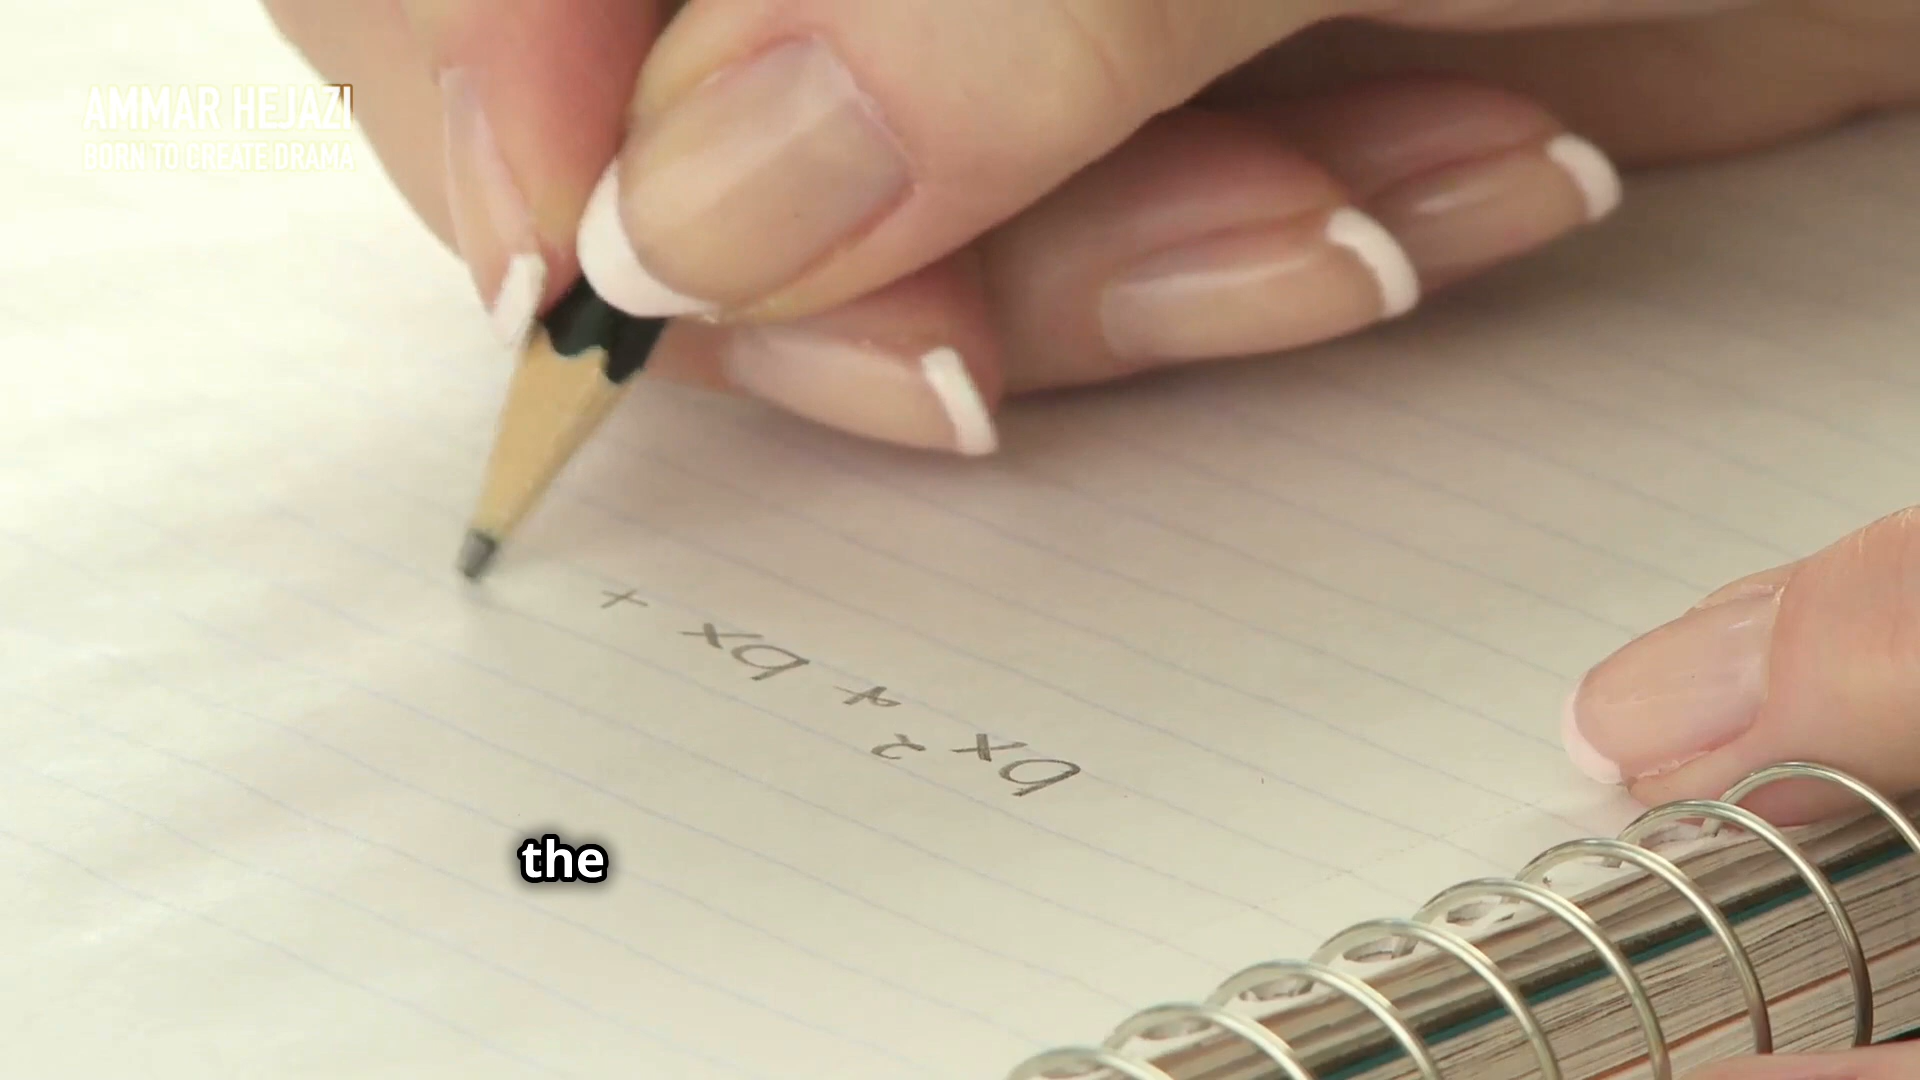 AMMAR HEJAZI
BORN TO CREATE DRAMA
bx² + bx +
the